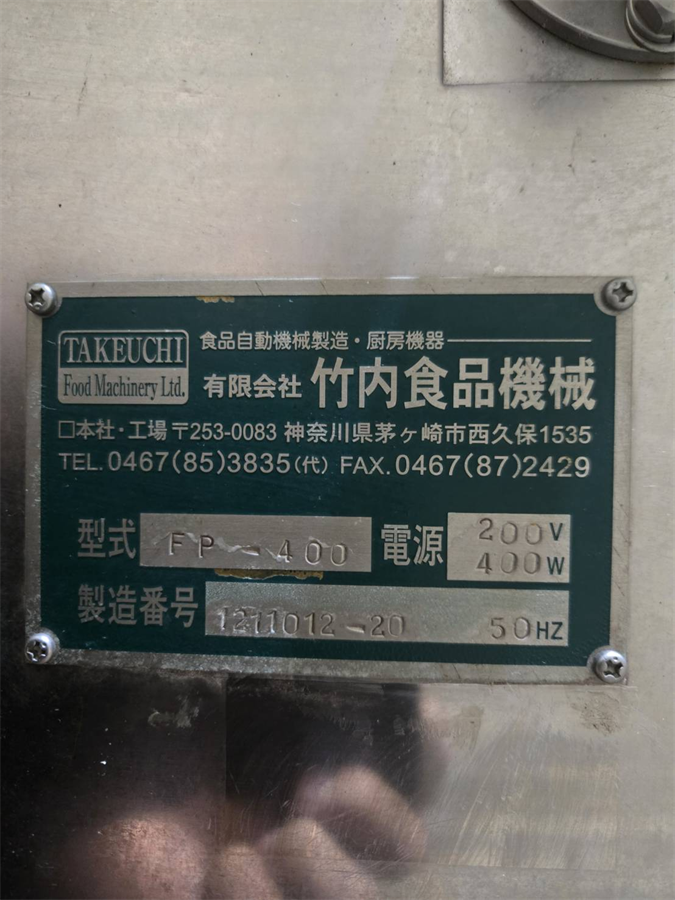 TAKEUCHI
Food Machinery Ltd.
食品自動機械製造・厨房機器
有限会社 竹内食品機械
□本社・工場〒253-0083 神奈川県茅ヶ崎市西久保1535
TEL.0467(85)3835(代) FAX.0467(87)2429
型式 FP-400 電源 200V
400W
製造番号 1211012-20 50HZ